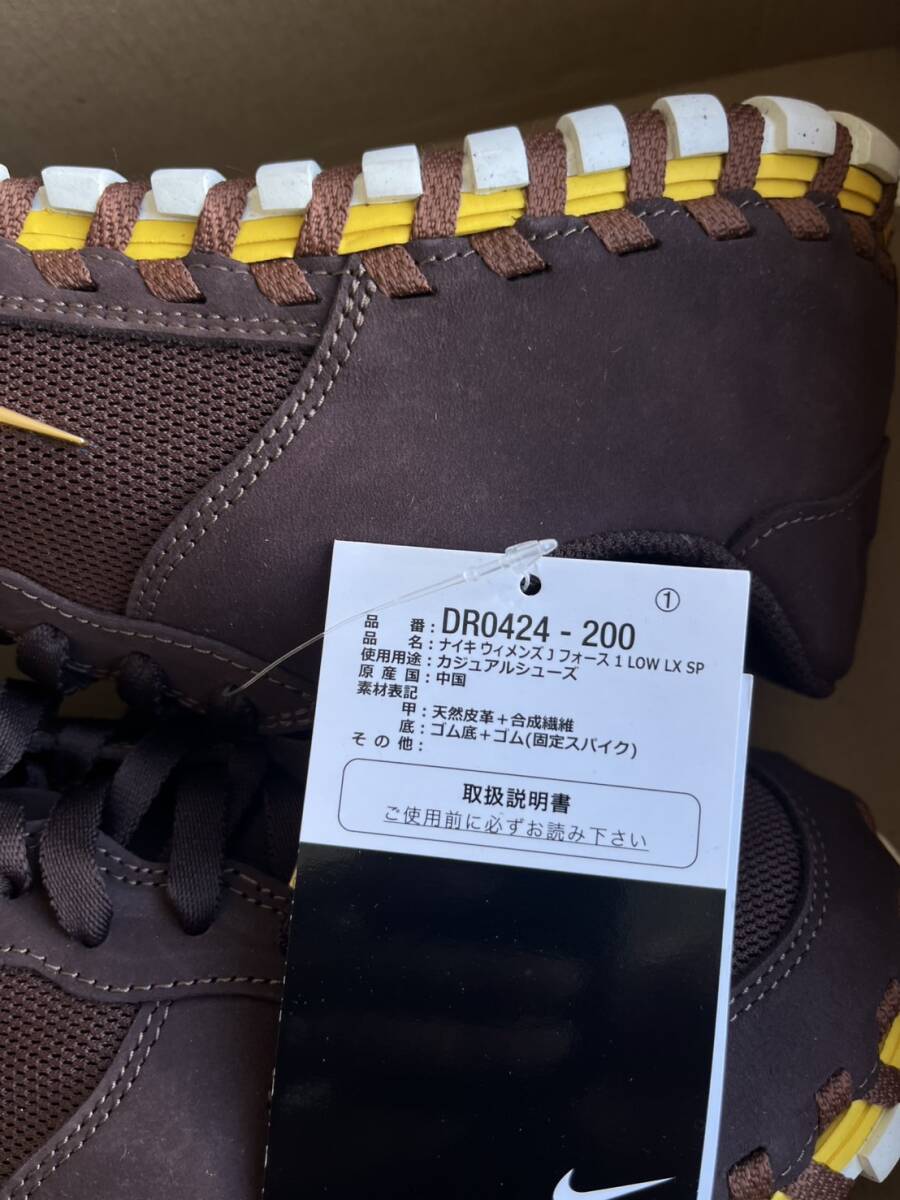 ①
品 番：DR0424 - 200
品 名：ナイキ ウィメンズ J フォース 1 LOW LX SP
使用用途：カジュアルシューズ
原 産 国：中国
素材表記
甲：天然皮革＋合成繊維
底：ゴム底＋ゴム(固定スパイク)
そ の 他：
取扱説明書
ご使用前に必ずお読み下さい